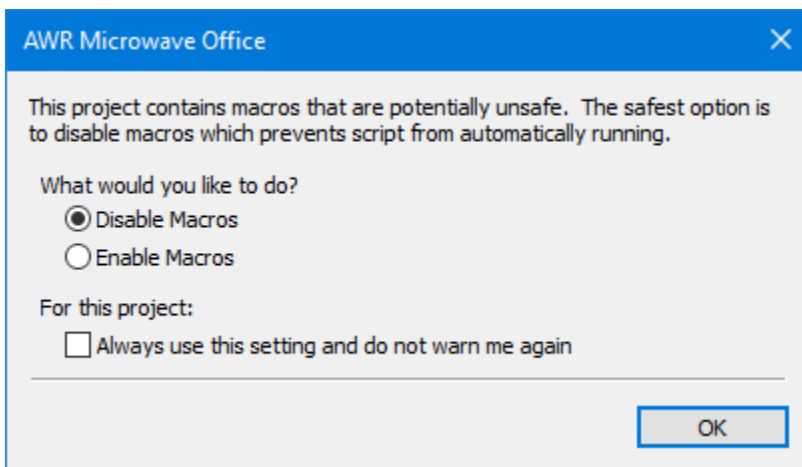 AWR Microwave Office
This project contains macros that are potentially unsafe.  The safest option is
to disable macros which prevents script from automatically running.
What would you like to do?
Disable Macros
Enable Macros
For this project:
Always use this setting and do not warn me again
OK